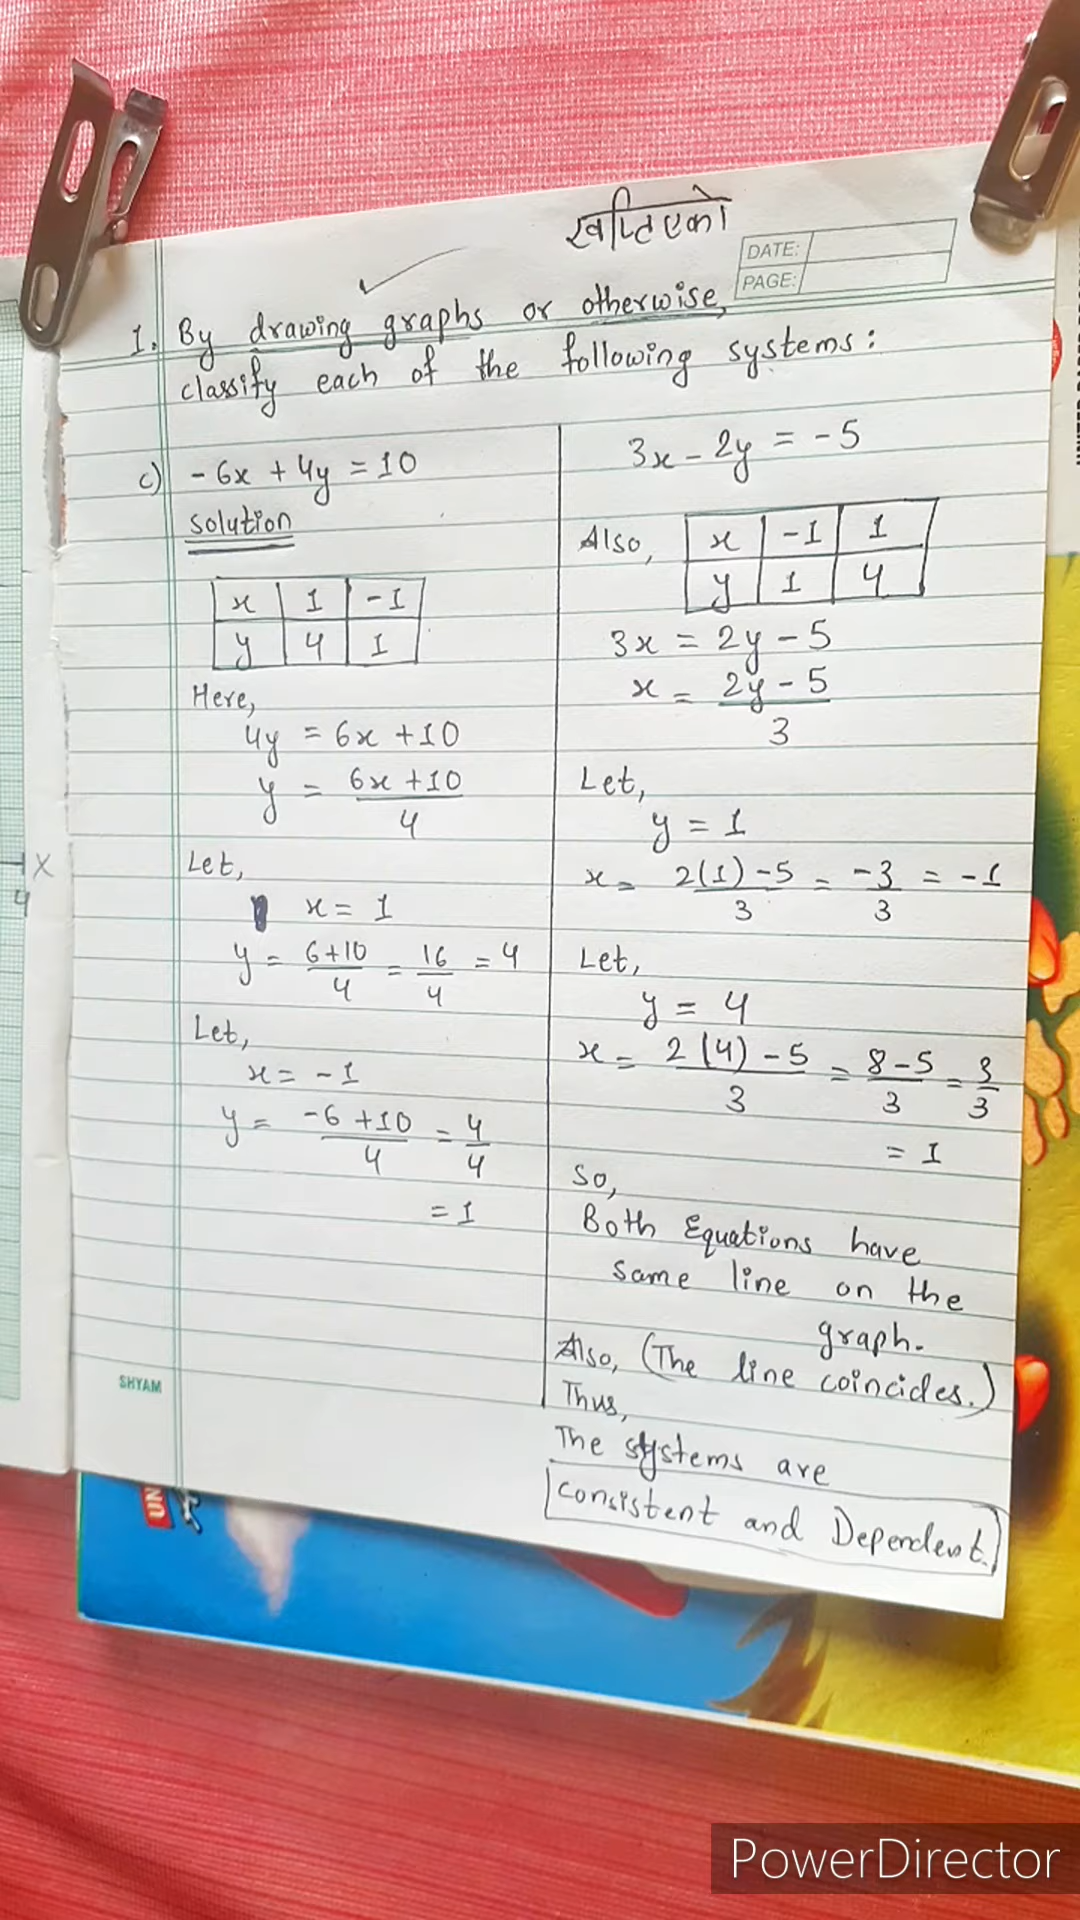 खप्टिएको
DATE:
PAGE:
1. By drawing graphs or otherwise,
classify each of the following systems:
c) -6x + 4y = 10
solution
x | 1 | -1
y | 4 | 1
Here,
4y = 6x + 10
y = 6x + 10 / 4
Let,
x = 1
y = 6+10 / 4 = 16 / 4 = 4
Let,
x = -1
y = -6 + 10 / 4 = 4 / 4
= 1
SHYAM
3x - 2y = -5
Also,
x | -1 | 1
y | 1 | 4
3x = 2y - 5
x = 2y - 5 / 3
Let,
y = 1
x = 2(1) - 5 / 3 = -3 / 3 = -1
Let,
y = 4
x = 2(4) - 5 / 3 = 8 - 5 / 3 = 3 / 3
= 1
So,
Both Equations have
same line on the
graph.
Also, (The line coincides.)
Thus,
The systems are
consistent and Dependent.
X
4
UN
PowerDirector